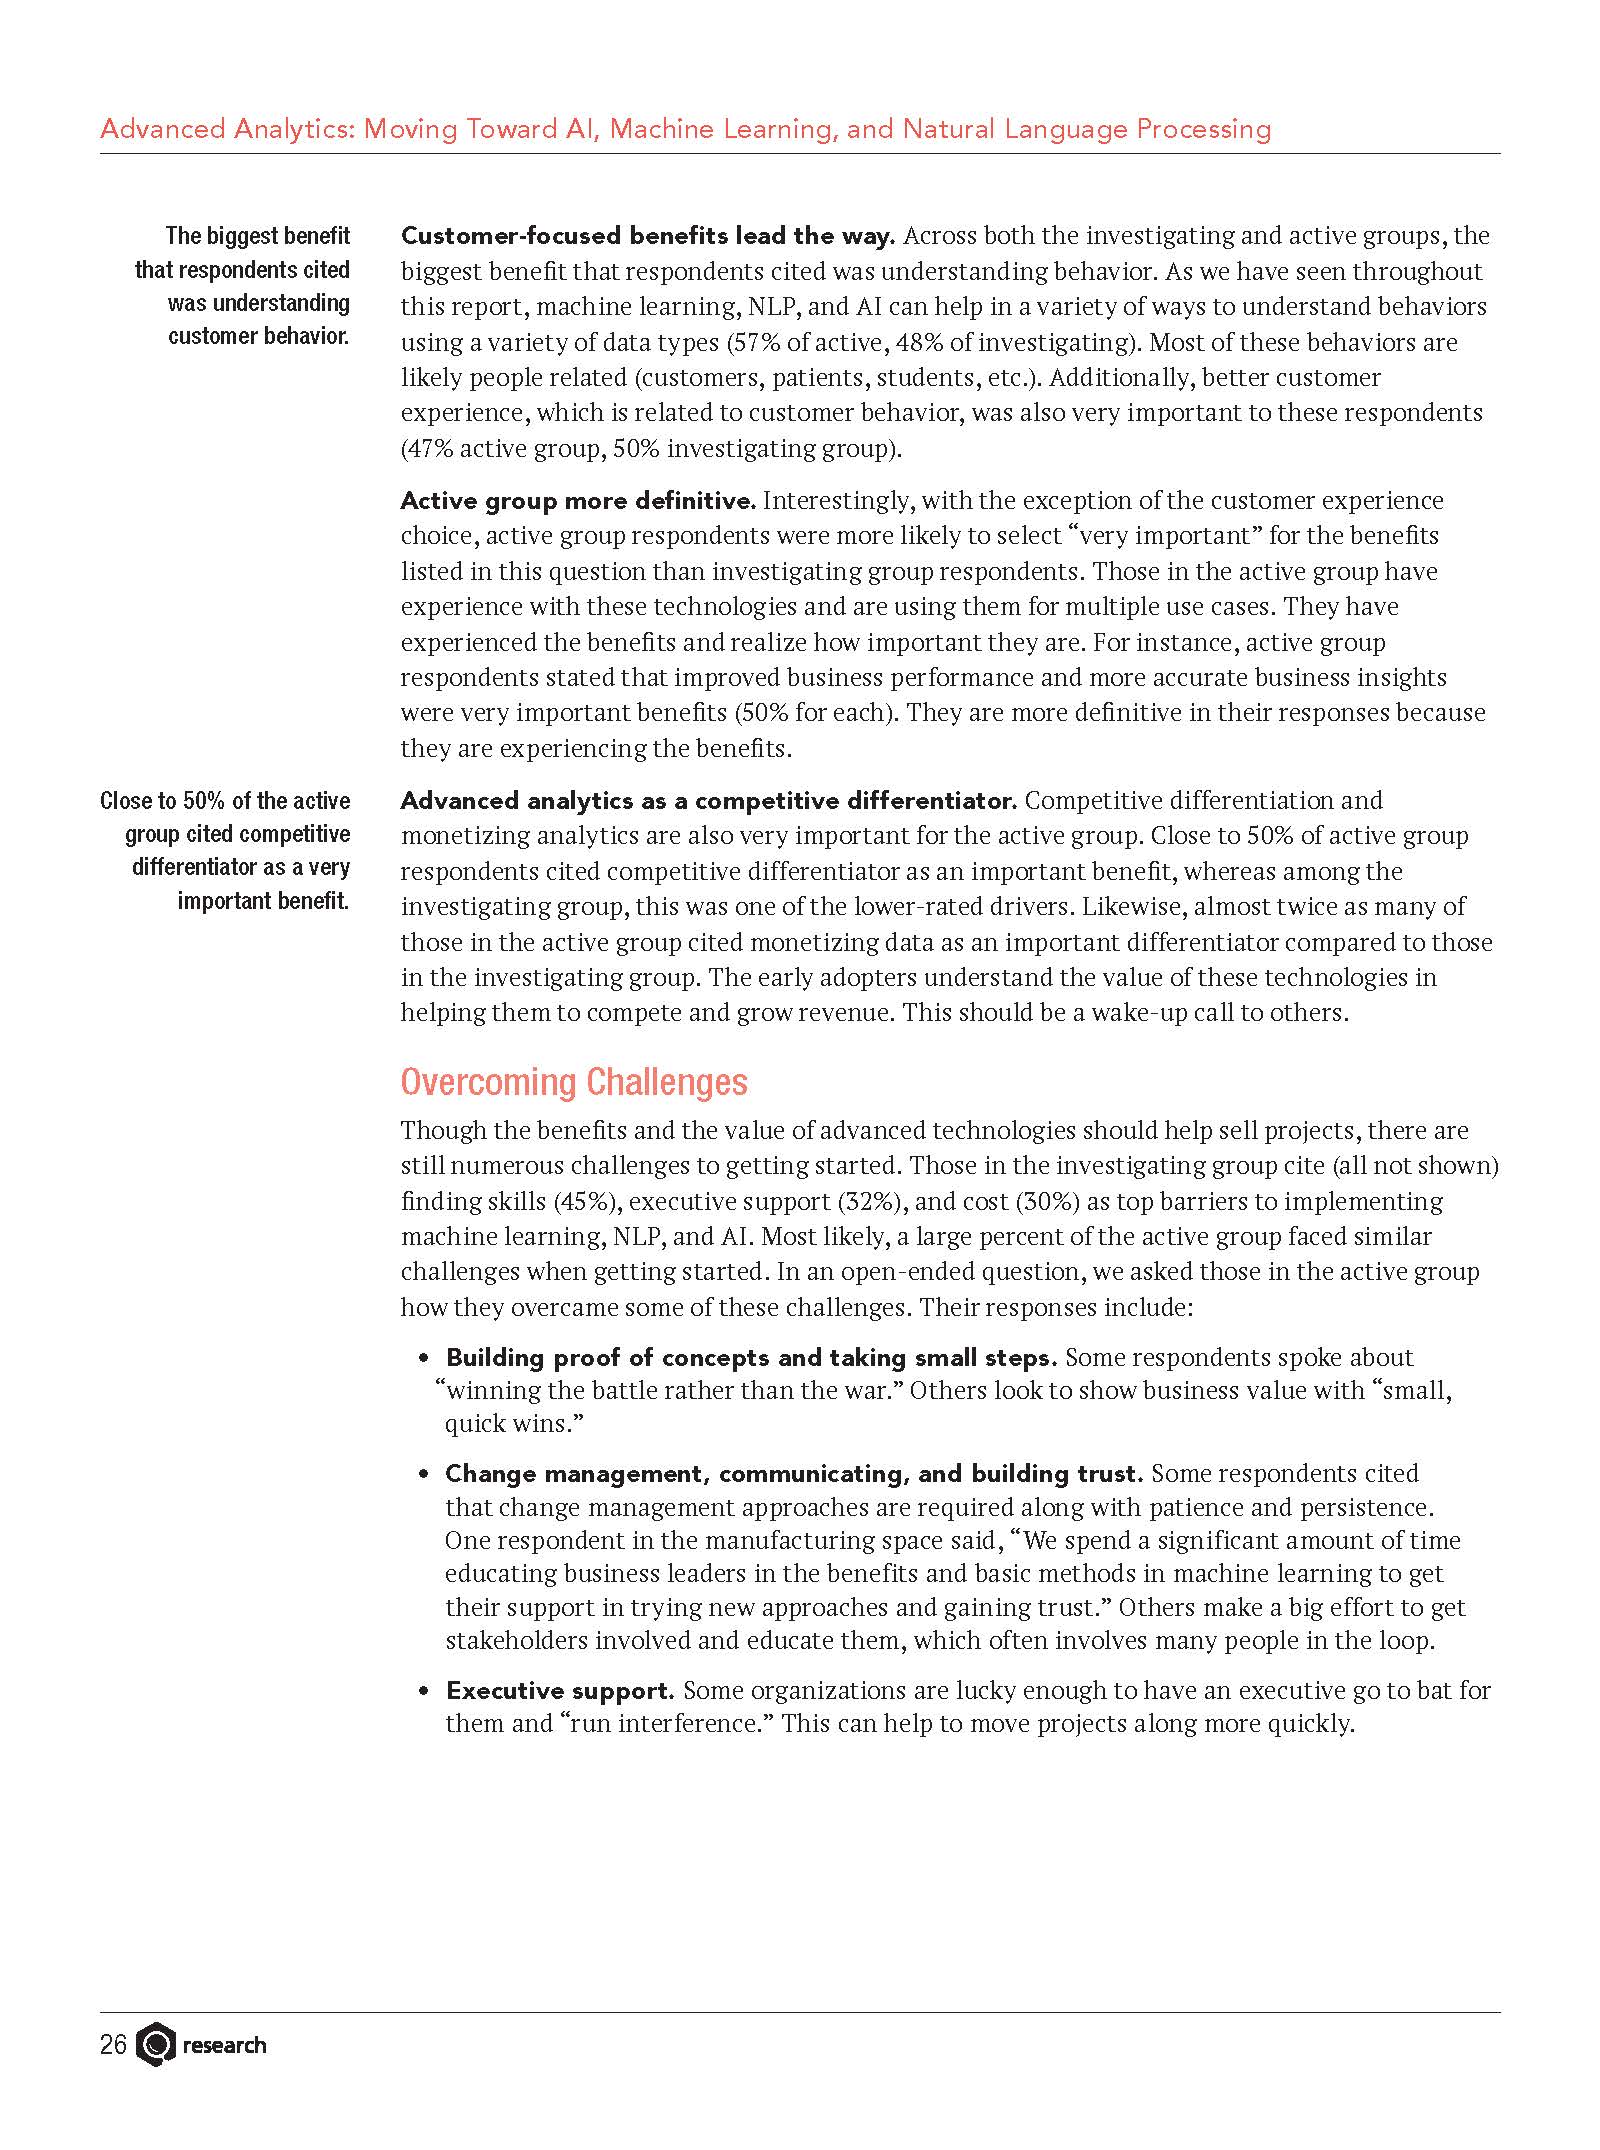 Advanced Analytics: Moving Toward AI, Machine Learning, and Natural Language Processing
The biggest benefit
that respondents cited
was understanding
customer behavior.
Customer-focused benefits lead the way. Across both the investigating and active groups, the
biggest benefit that respondents cited was understanding behavior. As we have seen throughout
this report, machine learning, NLP, and AI can help in a variety of ways to understand behaviors
using a variety of data types (57% of active, 48% of investigating). Most of these behaviors are
likely people related (customers, patients, students, etc.). Additionally, better customer
experience, which is related to customer behavior, was also very important to these respondents
(47% active group, 50% investigating group).
Active group more definitive. Interestingly, with the exception of the customer experience
choice, active group respondents were more likely to select “very important” for the benefits
listed in this question than investigating group respondents. Those in the active group have
experience with these technologies and are using them for multiple use cases. They have
experienced the benefits and realize how important they are. For instance, active group
respondents stated that improved business performance and more accurate business insights
were very important benefits (50% for each). They are more definitive in their responses because
they are experiencing the benefits.
Close to 50% of the active
group cited competitive
differentiator as a very
important benefit.
Advanced analytics as a competitive differentiator. Competitive differentiation and
monetizing analytics are also very important for the active group. Close to 50% of active group
respondents cited competitive differentiator as an important benefit, whereas among the
investigating group, this was one of the lower-rated drivers. Likewise, almost twice as many of
those in the active group cited monetizing data as an important differentiator compared to those
in the investigating group. The early adopters understand the value of these technologies in
helping them to compete and grow revenue. This should be a wake-up call to others.
Overcoming Challenges
Though the benefits and the value of advanced technologies should help sell projects, there are
still numerous challenges to getting started. Those in the investigating group cite (all not shown)
finding skills (45%), executive support (32%), and cost (30%) as top barriers to implementing
machine learning, NLP, and AI. Most likely, a large percent of the active group faced similar
challenges when getting started. In an open-ended question, we asked those in the active group
how they overcame some of these challenges. Their responses include:
• Building proof of concepts and taking small steps. Some respondents spoke about
“winning the battle rather than the war.” Others look to show business value with “small,
quick wins.”
• Change management, communicating, and building trust. Some respondents cited
that change management approaches are required along with patience and persistence.
One respondent in the manufacturing space said, “We spend a significant amount of time
educating business leaders in the benefits and basic methods in machine learning to get
their support in trying new approaches and gaining trust.” Others make a big effort to get
stakeholders involved and educate them, which often involves many people in the loop.
• Executive support. Some organizations are lucky enough to have an executive go to bat for
them and “run interference.” This can help to move projects along more quickly.
26 research